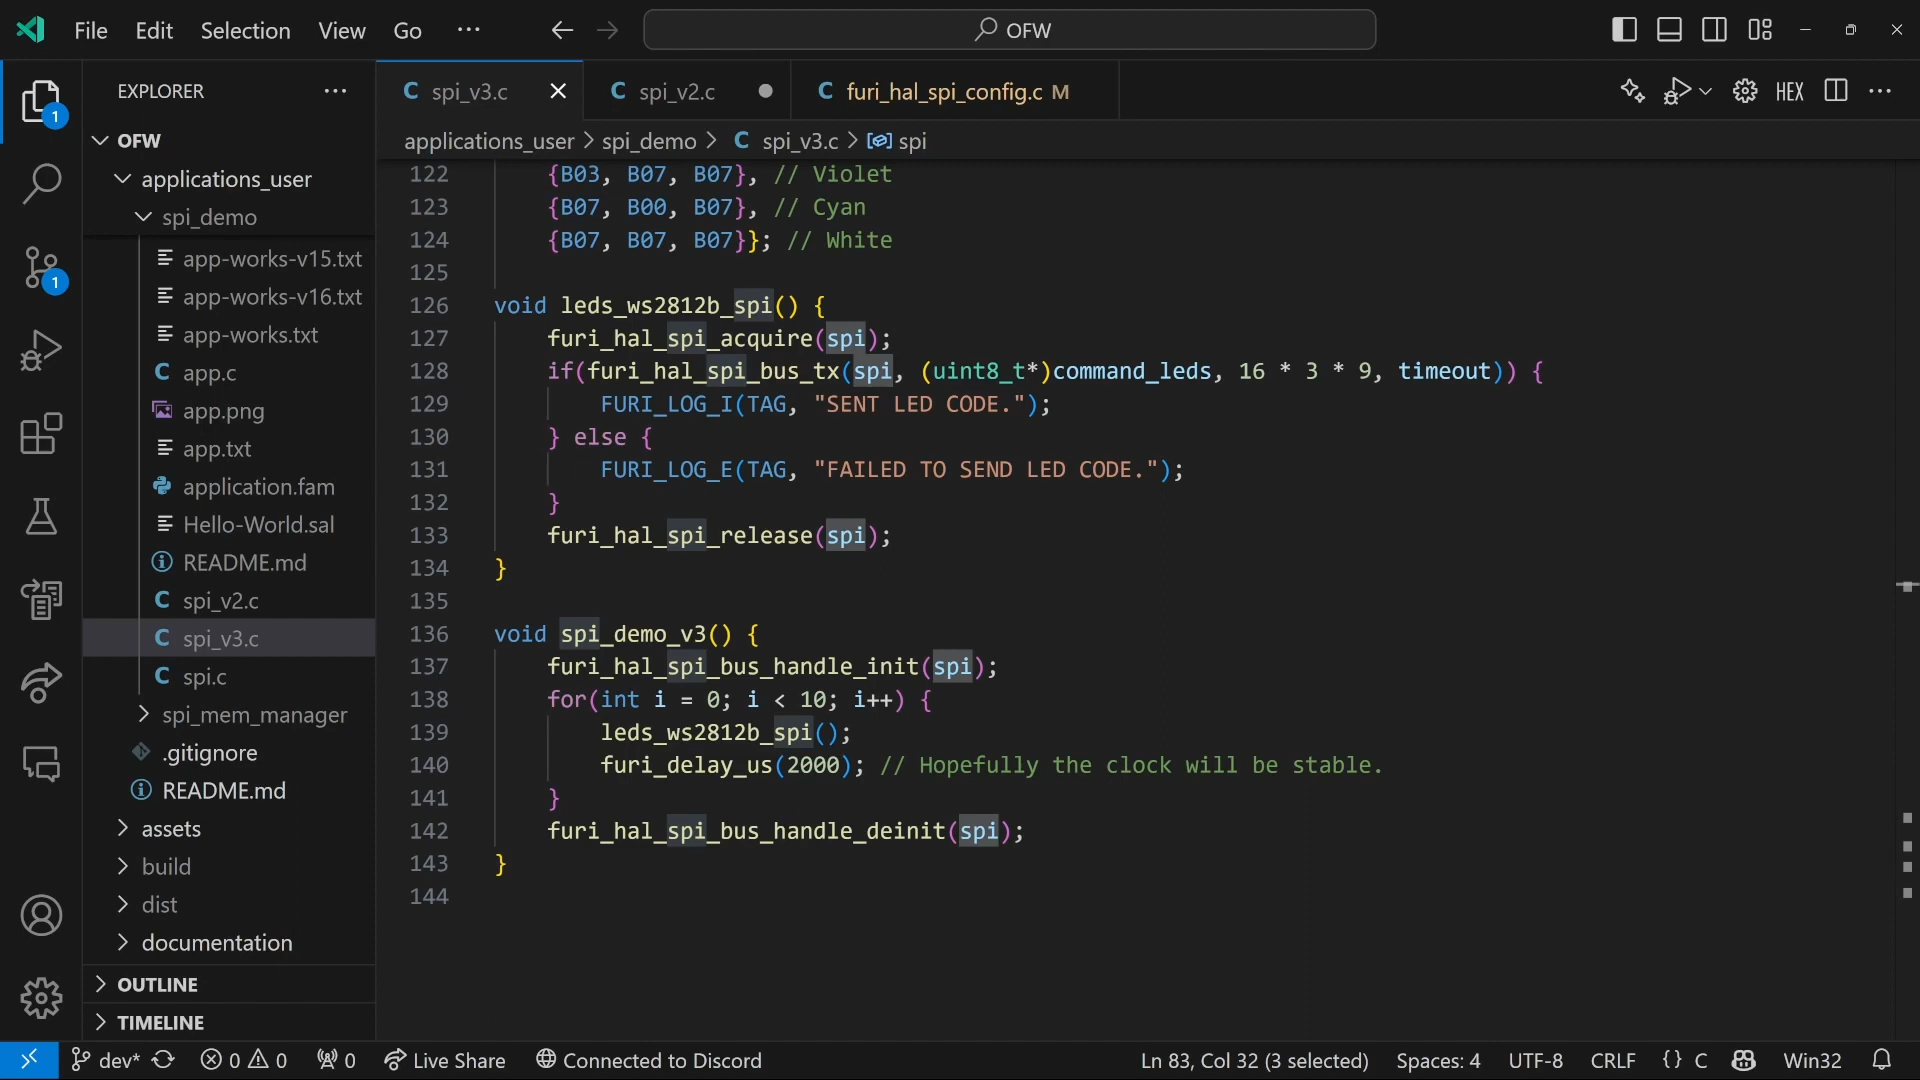 File Edit Selection View Go ··· OFW
EXPLORER ···
spi_v3.c spi_v2.c furi_hal_spi_config.c M HEX ···
OFW
applications_user > spi_demo > C spi_v3.c > spi
applications_user
spi_demo
app-works-v15.txt
app-works-v16.txt
app-works.txt
C app.c
app.png
app.txt
application.fam
Hello-World.sal
README.md
C spi_v2.c
C spi_v3.c
C spi.c
spi_mem_manager
.gitignore
README.md
assets
build
dist
documentation
OUTLINE
TIMELINE
122 {B03, B07, B07}, // Violet
123 {B07, B00, B07}, // Cyan
124 {B07, B07, B07}}; // White
125
126 void leds_ws2812b_spi() {
127 furi_hal_spi_acquire(spi);
128 if(furi_hal_spi_bus_tx(spi, (uint8_t*)command_leds, 16 * 3 * 9, timeout)) {
129 FURI_LOG_I(TAG, "SENT LED CODE.");
130 } else {
131 FURI_LOG_E(TAG, "FAILED TO SEND LED CODE.");
132 }
133 furi_hal_spi_release(spi);
134 }
135
136 void spi_demo_v3() {
137 furi_hal_spi_bus_handle_init(spi);
138 for(int i = 0; i < 10; i++) {
139 leds_ws2812b_spi();
140 furi_delay_us(2000); // Hopefully the clock will be stable.
141 }
142 furi_hal_spi_bus_handle_deinit(spi);
143 }
144
1
1
dev* 0 0 0 Live Share Connected to Discord Ln 83, Col 32 (3 selected) Spaces: 4 UTF-8 CRLF {} C Win32